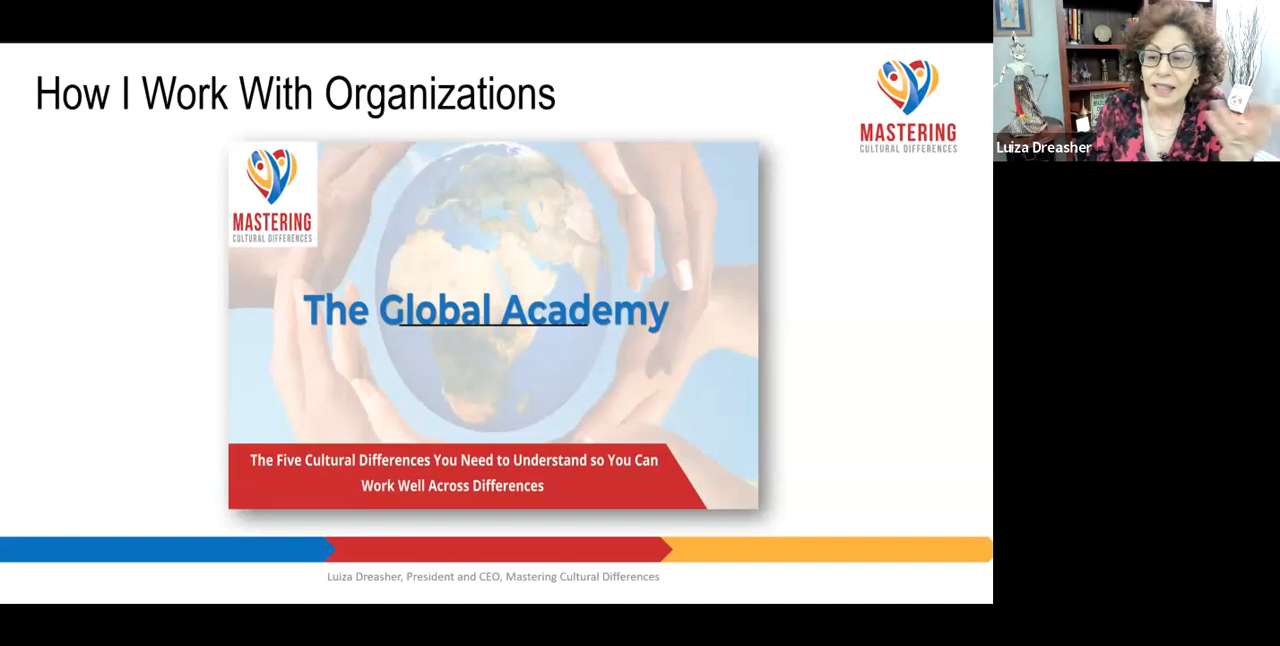 How I Work With Organizations
MASTERING
CULTURAL DIFFERENCES
Luiza Dreasher
MASTERING
CULTURAL DIFFERENCES
The Global Academy
The Five Cultural Differences You Need to Understand so You Can
Work Well Across Differences
Luiza Dreasher, President and CEO, Mastering Cultural Differences